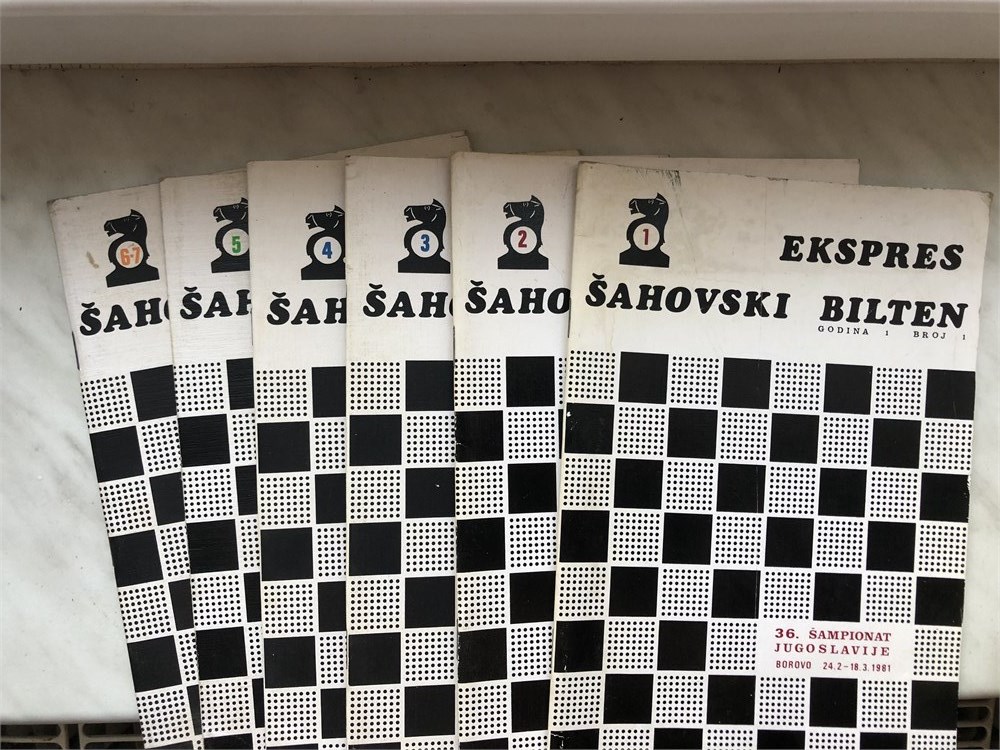 6-7
ŠAHO
5
ŠAH
4
ŠAH
3
ŠAHO
2
ŠAHO
1
EKSPRES
ŠAHOVSKI BILTEN
GODINA 1 BROJ 1
36. ŠAMPIONAT
JUGOSLAVIJE
BOROVO 24.2-18.3.1981